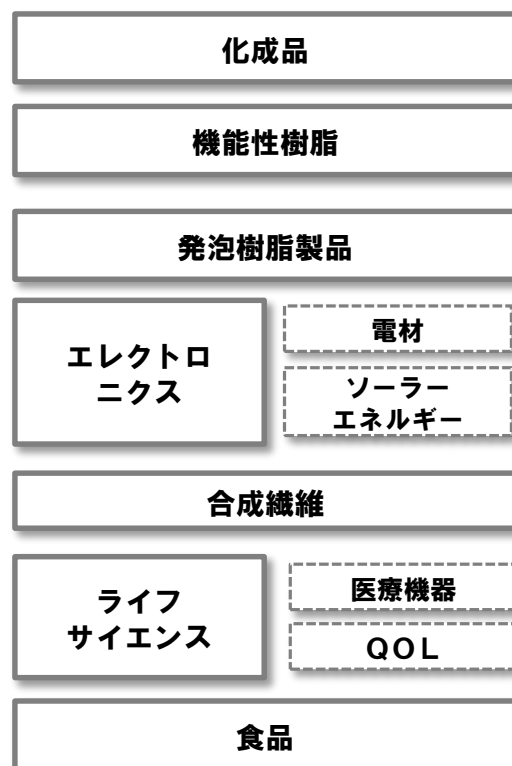 化成品
機能性樹脂
発泡樹脂製品
エレクトロ
ニクス
電材
ソーラー
エネルギー
合成繊維
ライフ
サイエンス
医療機器
QOL
食品